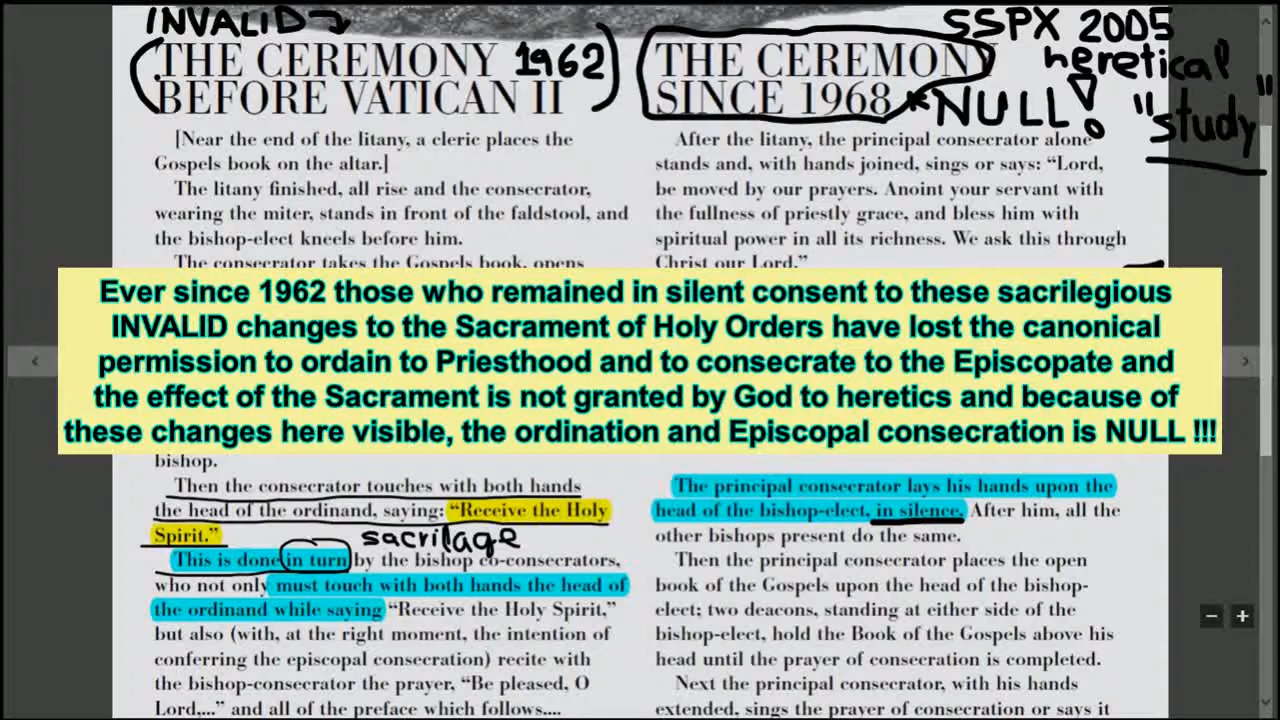 INVALID
THE CEREMONY 1962
BEFORE VATICAN II
[Near the end of the litany, a cleric places the
Gospels book on the altar.]
The litany finished, all rise and the consecrator,
wearing the miter, stands in front of the faldstool, and
the bishop-elect kneels before him.
The consecrator takes the Gospels book, opens
SSPX 2005
heretical
"study"
THE CEREMONY
SINCE 1968
NULL!
After the litany, the principal consecrator alone
stands and, with hands joined, sings or says: “Lord,
be moved by our prayers. Anoint your servant with
the fullness of priestly grace, and bless him with
spiritual power in all its richness. We ask this through
Christ our Lord.”
Ever since 1962 those who remained in silent consent to these sacrilegious
INVALID changes to the Sacrament of Holy Orders have lost the canonical
permission to ordain to Priesthood and to consecrate to the Episcopate and
the effect of the Sacrament is not granted by God to heretics and because of
these changes here visible, the ordination and Episcopal consecration is NULL !!!
bishop.
Then the consecrator touches with both hands
the head of the ordinand, saying: “Receive the Holy
Spirit.”
sacrilage
This is done in turn by the bishop co-consecrators,
who not only must touch with both hands the head of
the ordinand while saying “Receive the Holy Spirit,”
but also (with, at the right moment, the intention of
conferring the episcopal consecration) recite with
the bishop-consecrator the prayer, “Be pleased, O
Lord,...” and all of the preface which follows....
The principal consecrator lays his hands upon the
head of the bishop-elect, in silence. After him, all the
other bishops present do the same.
Then the principal consecrator places the open
book of the Gospels upon the head of the bishop-
elect; two deacons, standing at either side of the
bishop-elect, hold the Book of the Gospels above his
head until the prayer of consecration is completed.
Next the principal consecrator, with his hands
extended, sings the prayer of consecration or says it